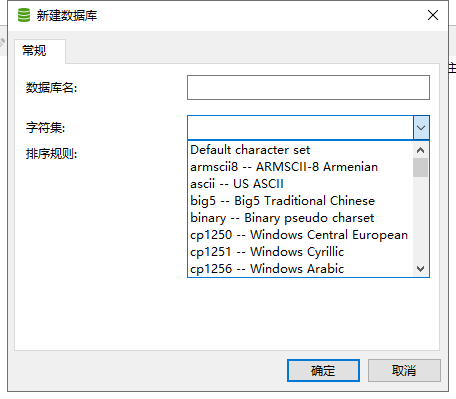 新建数据库
常规
数据库名:
字符集:
排序规则:
Default character set
armscii8 -- ARMSCII-8 Armenian
ascii -- US ASCII
big5 -- Big5 Traditional Chinese
binary -- Binary pseudo charset
cp1250 -- Windows Central European
cp1251 -- Windows Cyrillic
cp1256 -- Windows Arabic
确定
取消